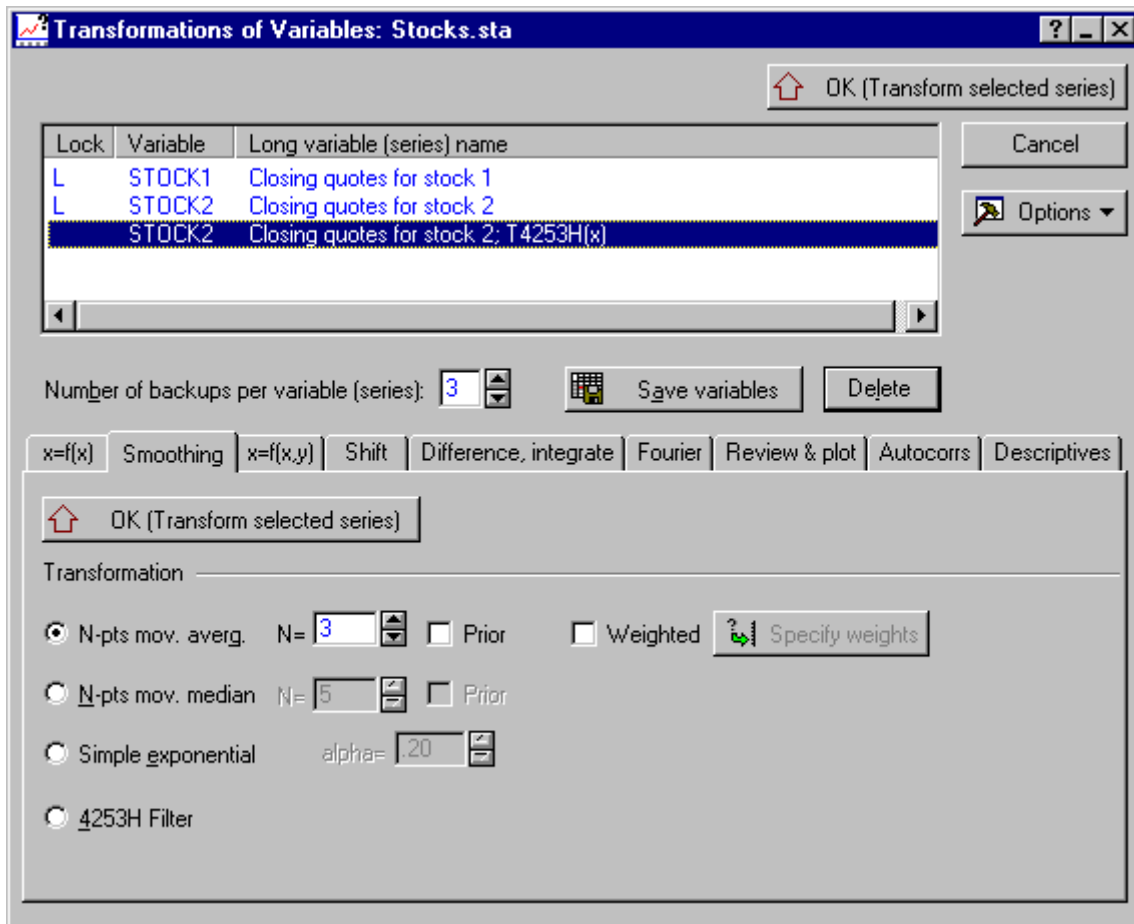 Transformations of Variables: Stocks.sta
OK (Transform selected series)
Lock Variable Long variable (series) name
L STOCK1 Closing quotes for stock 1
L STOCK2 Closing quotes for stock 2
STOCK2 Closing quotes for stock 2; T4253H(x)
Cancel
Options
Number of backups per variable (series): 3 Save variables Delete
x=f(x) Smoothing x=f(x,y) Shift Difference, integrate Fourier Review & plot Autocorrs Descriptives
OK (Transform selected series)
Transformation
N-pts mov. averg. N= 3 Prior Weighted Specify weights
N-pts mov. median N= 5 Prior
Simple exponential alpha= .20
4253H Filter